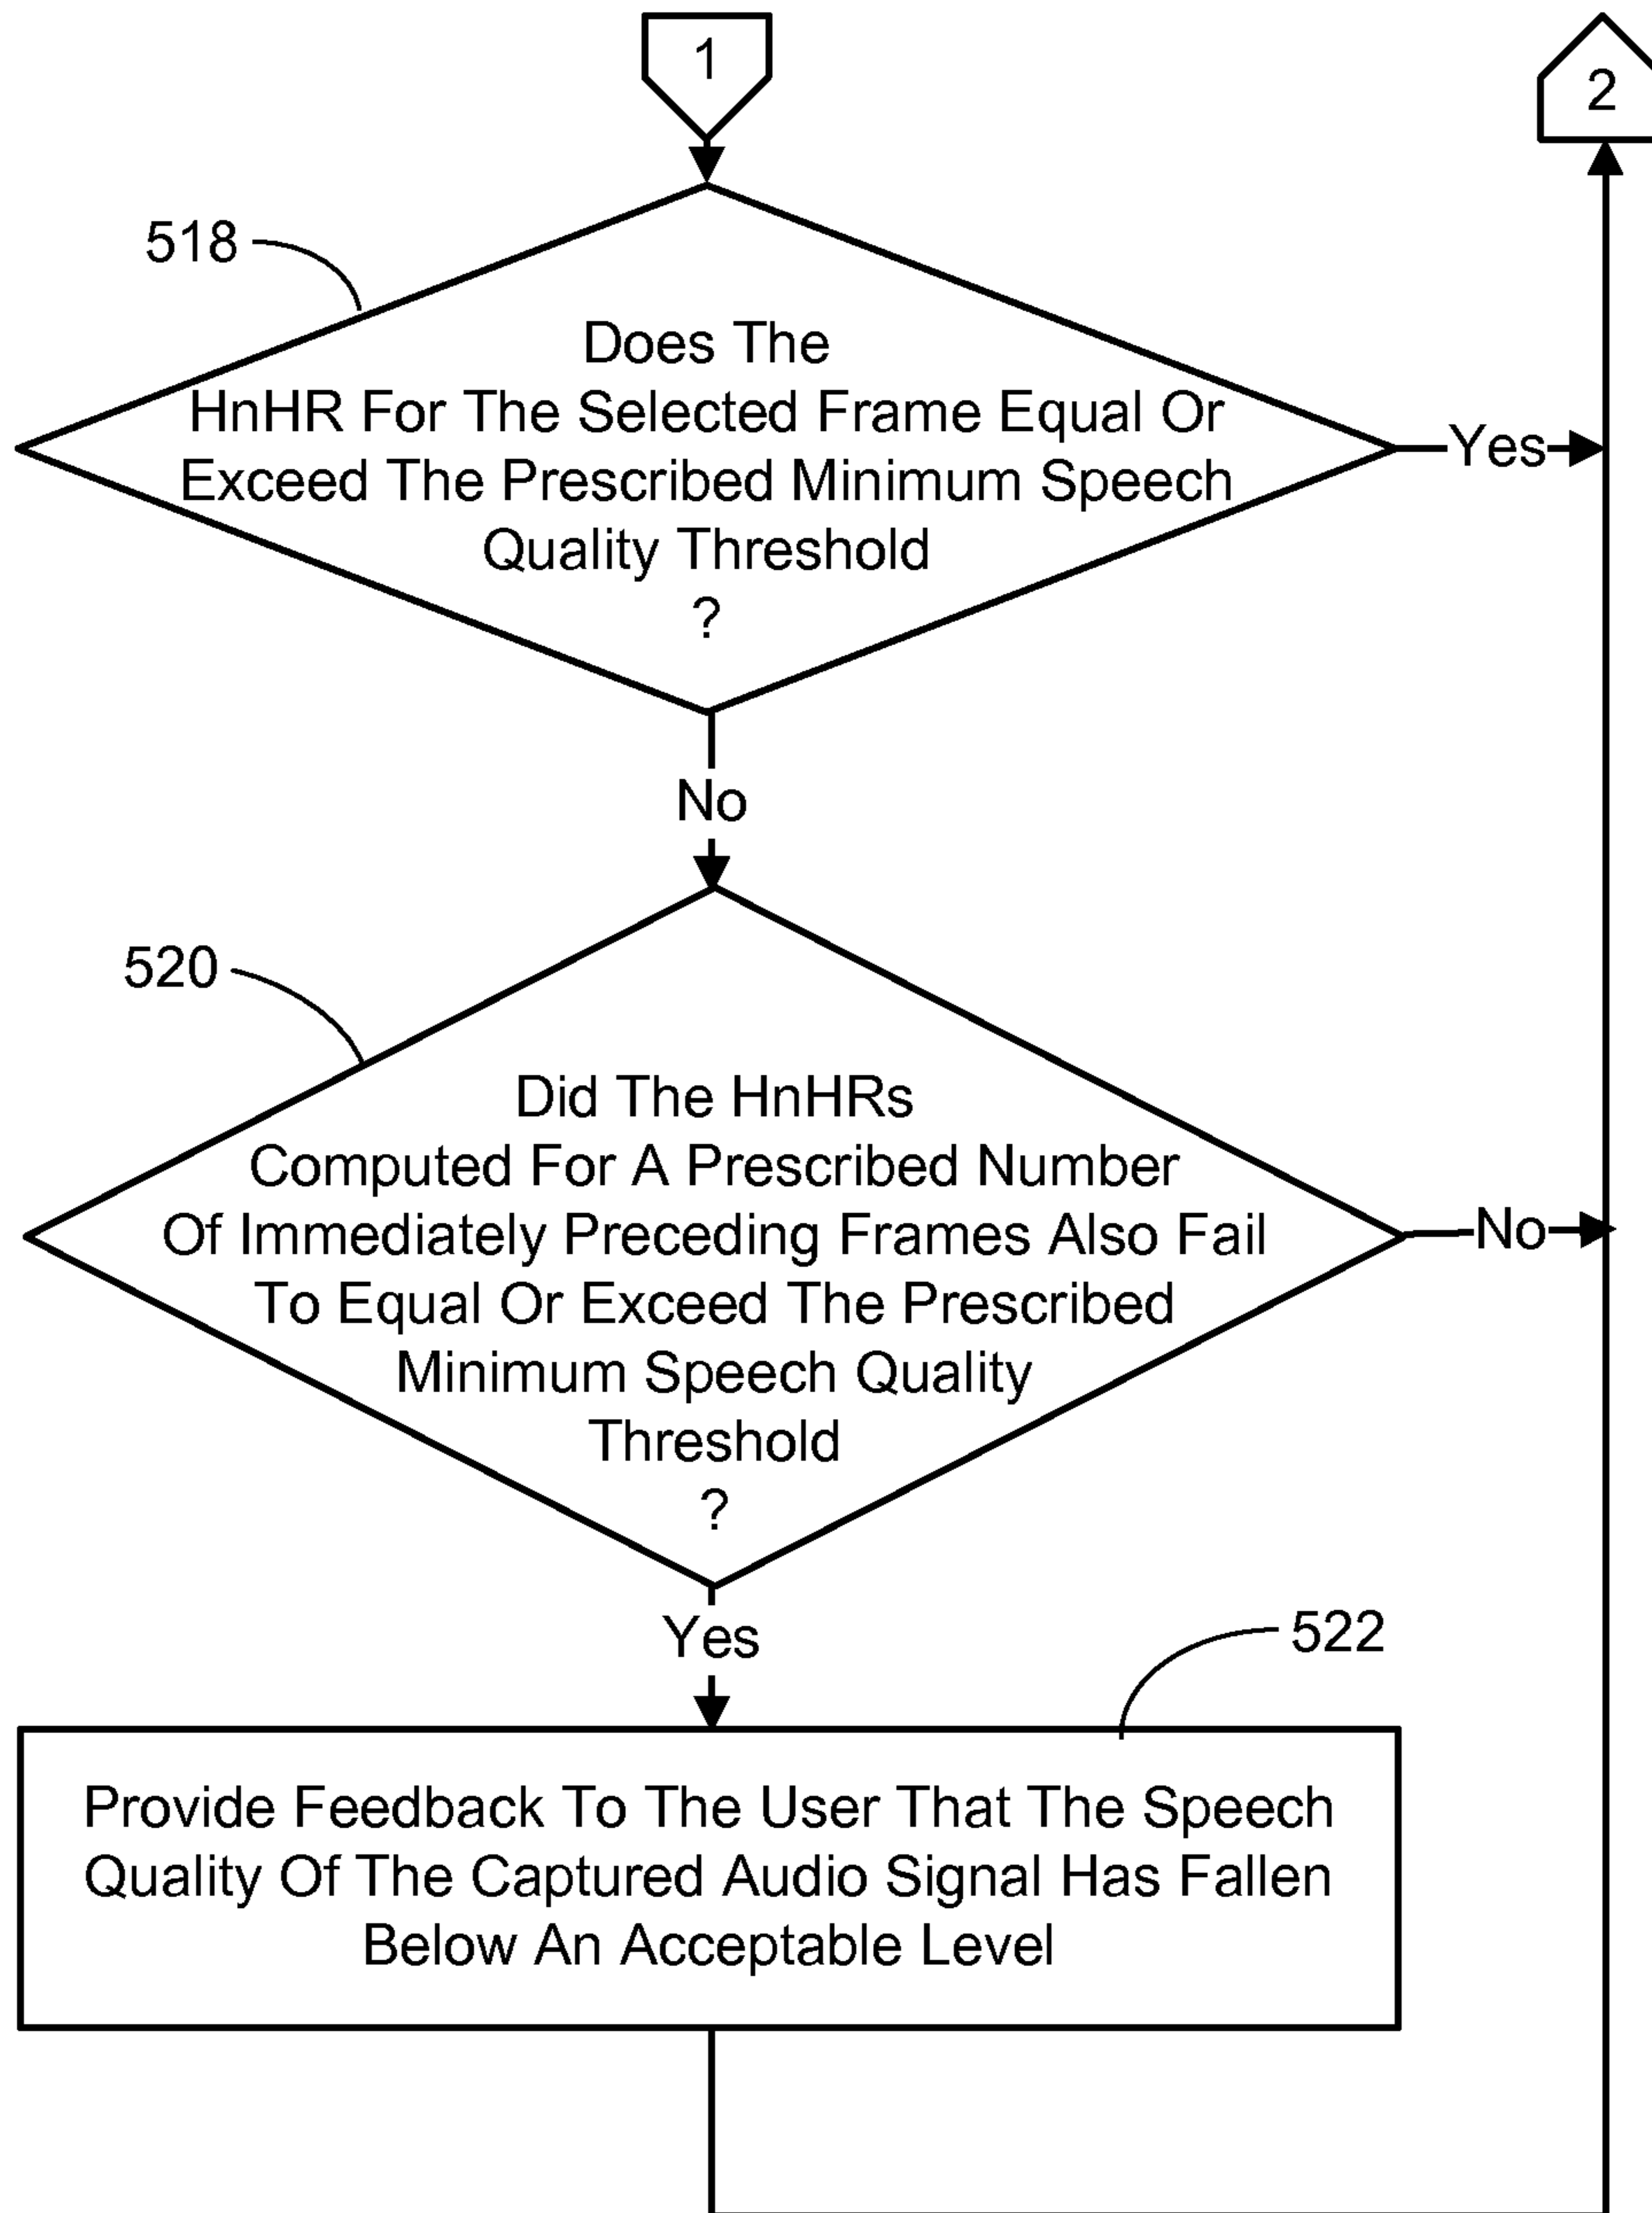 1
2
518
Does The
HnHR For The Selected Frame Equal Or
Exceed The Prescribed Minimum Speech
Quality Threshold
?
Yes
No
520
Did The HnHRs
Computed For A Prescribed Number
Of Immediately Preceding Frames Also Fail
To Equal Or Exceed The Prescribed
Minimum Speech Quality
Threshold
?
No
Yes
522
Provide Feedback To The User That The Speech
Quality Of The Captured Audio Signal Has Fallen
Below An Acceptable Level